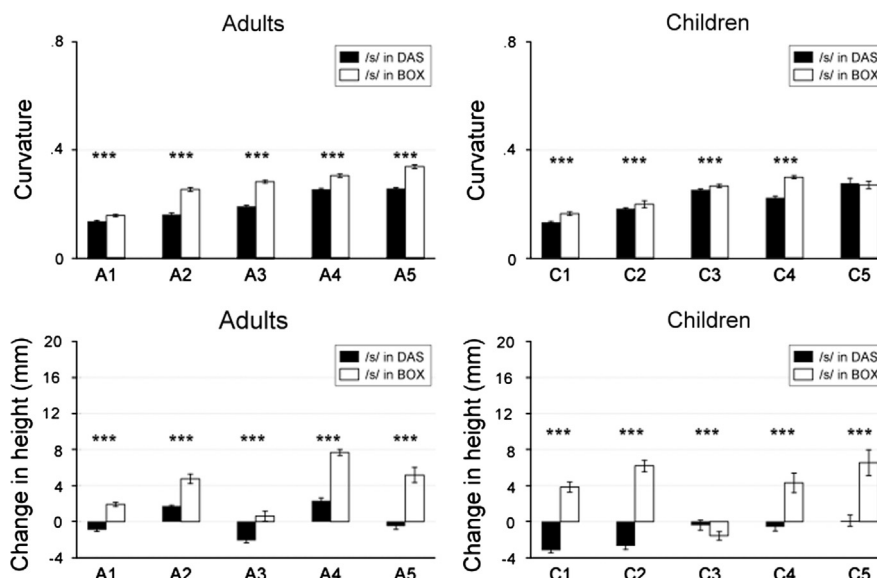 Adults
.8
/s/ in DAS
/s/ in BOX
Curvature
.4
*** *** *** *** ***
0
A1 A2 A3 A4 A5
Children
.8
/s/ in DAS
/s/ in BOX
Curvature
.4
*** *** *** ***
0
C1 C2 C3 C4 C5
Adults
20
/s/ in DAS
/s/ in BOX
16
Change in height (mm)
12
*** *** *** *** ***
8
4
0
-4
A1 A2 A3 A4 A5
Children
20
/s/ in DAS
/s/ in BOX
16
Change in height (mm)
12
*** *** *** *** ***
8
4
0
-4
C1 C2 C3 C4 C5